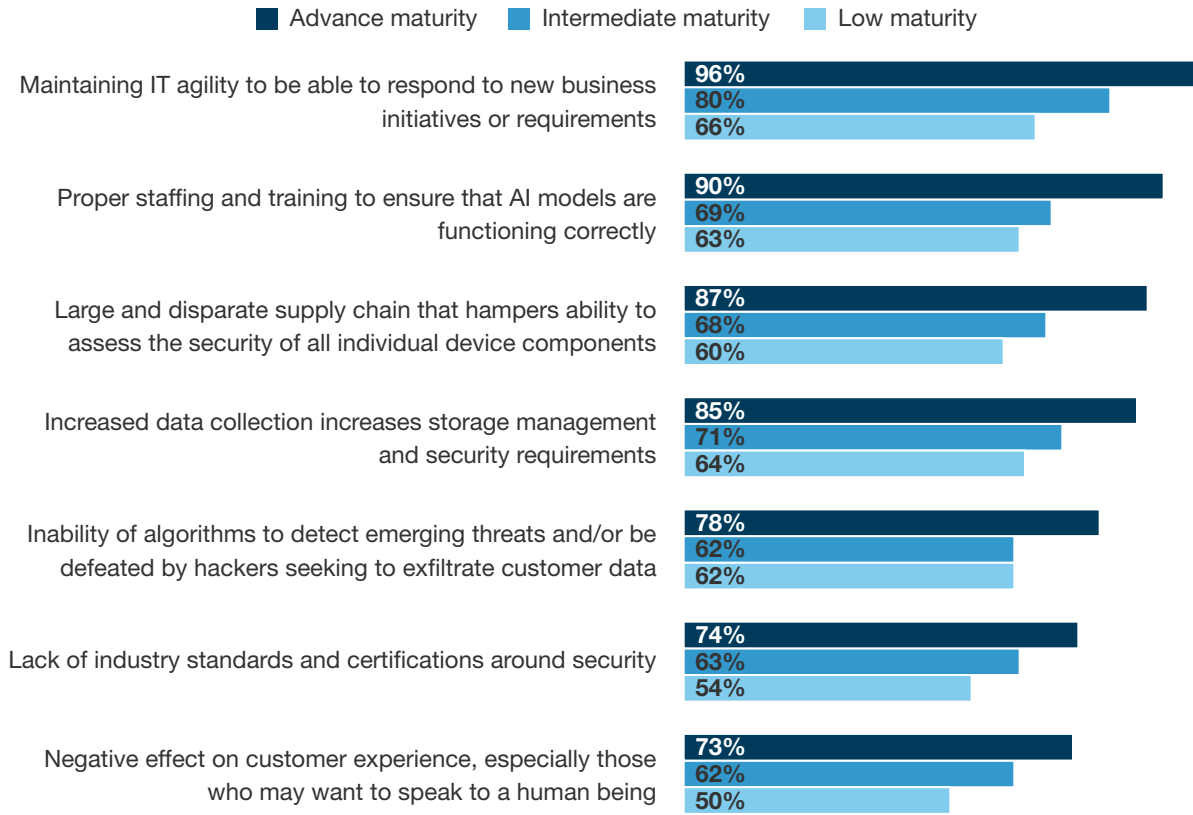 Advance maturity Intermediate maturity Low maturity
Maintaining IT agility to be able to respond to new business
initiatives or requirements
96%
80%
66%
Proper staffing and training to ensure that AI models are
functioning correctly
90%
69%
63%
Large and disparate supply chain that hampers ability to
assess the security of all individual device components
87%
68%
60%
Increased data collection increases storage management
and security requirements
85%
71%
64%
Inability of algorithms to detect emerging threats and/or be
defeated by hackers seeking to exfiltrate customer data
78%
62%
62%
Lack of industry standards and certifications around security
74%
63%
54%
Negative effect on customer experience, especially those
who may want to speak to a human being
73%
62%
50%